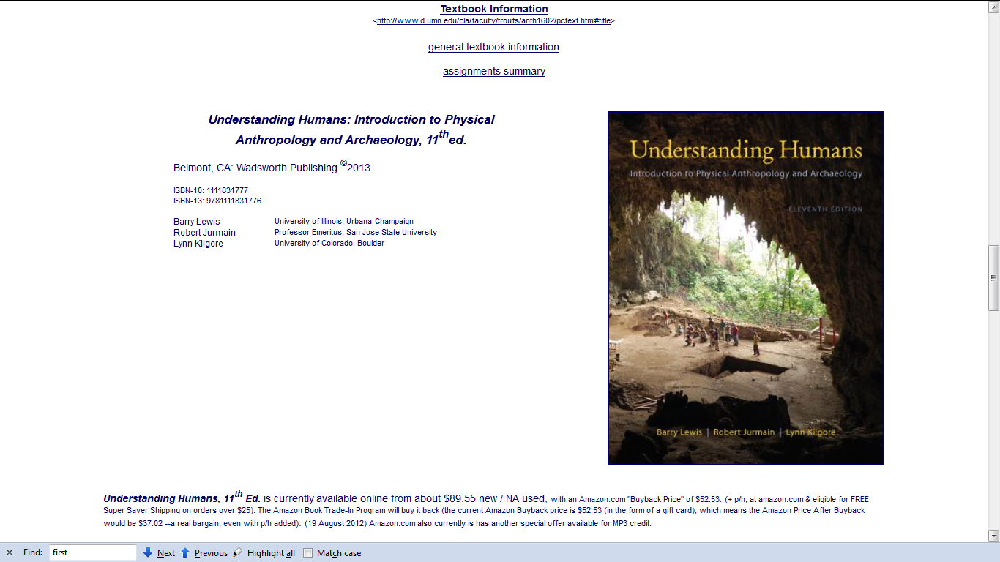 Textbook Information
<http://www.d.umn.edu/cla/faculty/troufs/anth1602/pctext.html#title>
general textbook information
assignments summary
Understanding Humans: Introduction to Physical
Anthropology and Archaeology, 11th ed.
Belmont, CA: Wadsworth Publishing ©2013
ISBN-10: 1111831777
ISBN-13: 9781111831776
Barry Lewis University of Illinois, Urbana-Champaign
Robert Jurmain Professor Emeritus, San Jose State University
Lynn Kilgore University of Colorado, Boulder
Understanding Humans
Introduction to Physical Anthropology and Archaeology
ELEVENTH EDITION
Barry Lewis | Robert Jurmain | Lynn Kilgore
Understanding Humans, 11th Ed. is currently available online from about $89.55 new / NA used, with an Amazon.com "Buyback Price" of $52.53. (+ p/h, at amazon.com & eligible for FREE
Super Saver Shipping on orders over $25). The Amazon Book Trade-In Program will buy it back (the current Amazon Buyback price is $52.53 (in the form of a gift card), which means the Amazon Price After Buyback
would be $37.02 --a real bargain, even with p/h added). (19 August 2012) Amazon.com also currently is has another special offer available for MP3 credit.
× Find: first Next Previous Highlight all Match case